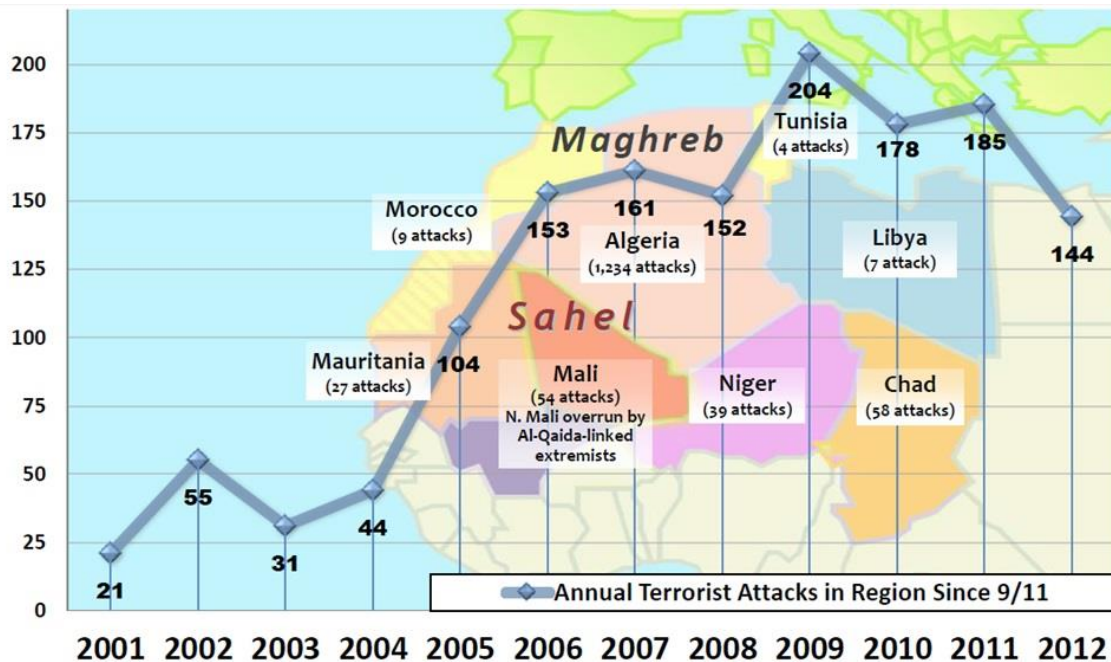 200
175
150
125
100
75
50
25
0
204
Tunisia
(4 attacks)
178
185
Maghreb
153
161
152
144
Morocco
(9 attacks)
Algeria
(1,234 attacks)
Libya
(7 attack)
Sahel
104
Mauritania
(27 attacks)
Mali
(54 attacks)
N. Mali overrun by
Al-Qaida-linked
extremists
Niger
(39 attacks)
Chad
(58 attacks)
55
44
31
21
Annual Terrorist Attacks in Region Since 9/11
2001 2002 2003 2004 2005 2006 2007 2008 2009 2010 2011 2012